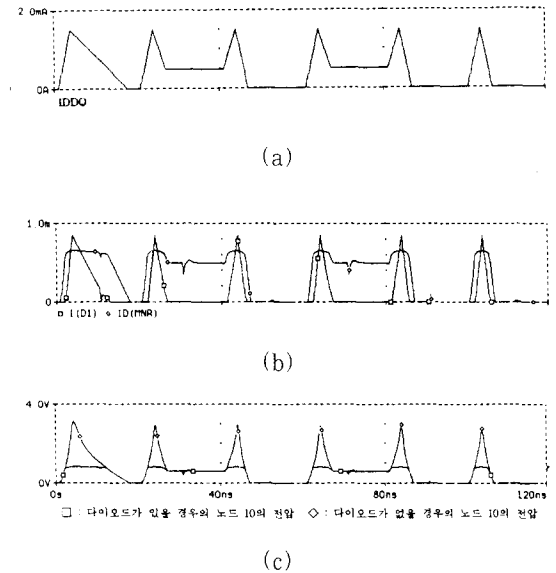 2.0mA
0A
IDDQ
(a)
1.0m
0
□ I(D1) ◇ ID(MNR)
(b)
4.0V
0V
0s 40ns 80ns 120ns
□ : 다이오드가 있을 경우의 노드 10의 전압 ◇ : 다이오드가 없을 경우의 노드 10의 전압
(c)